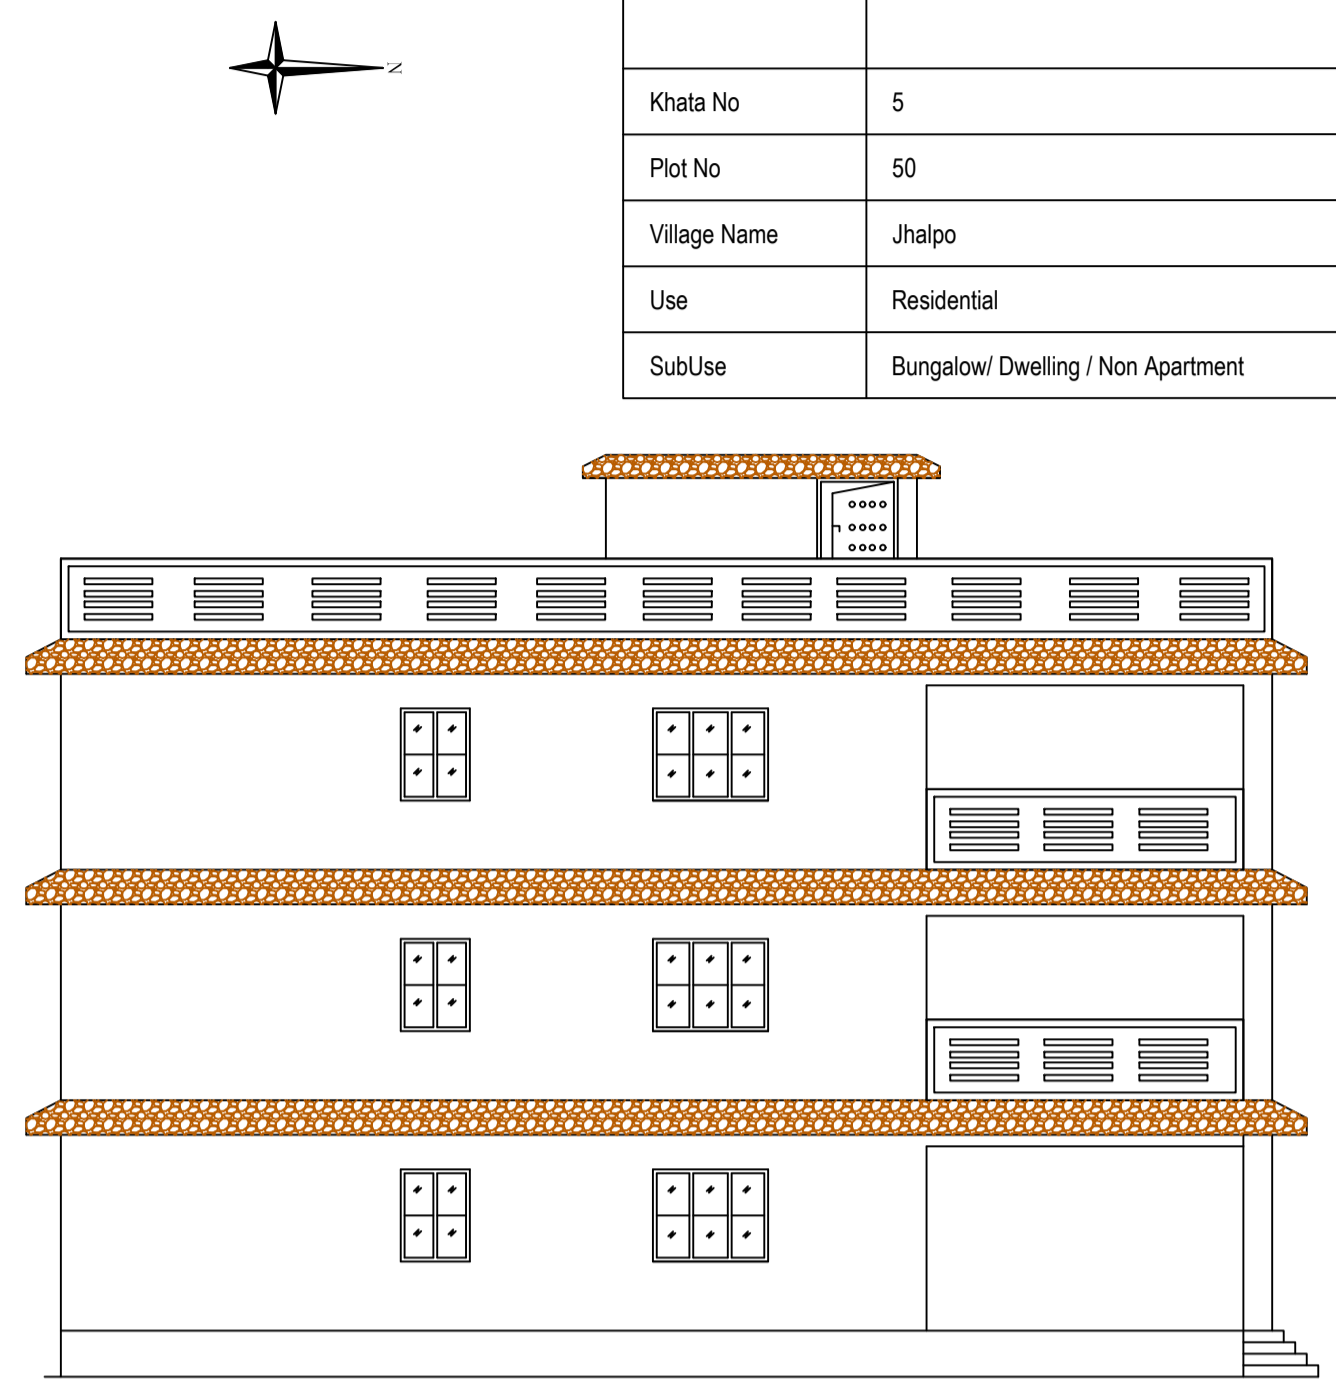 N
Khata No 5
Plot No 50
Village Name Jhalpo
Use Residential
SubUse Bungalow/ Dwelling / Non Apartment